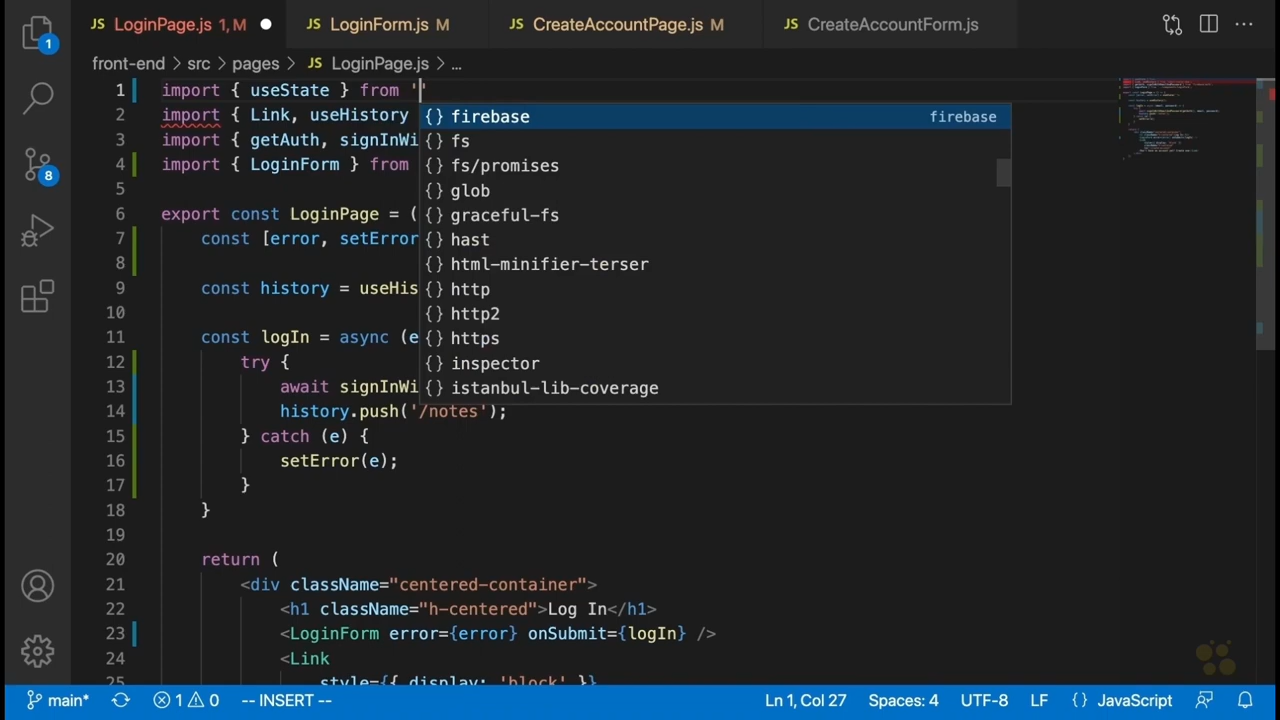 LoginPage.js 1, M
LoginForm.js M
CreateAccountPage.js M
CreateAccountForm.js
front-end > src > pages > JS LoginPage.js > ...
1 import { useState } from ''
2 import { Link, useHistory
3 import { getAuth, signInWi
4 import { LoginForm } from
5
6 export const LoginPage = (
7 const [error, setError
8
9 const history = useHis
10
11 const logIn = async (e
12 try {
13 await signInWi
14 history.push('/notes');
15 } catch (e) {
16 setError(e);
17 }
18 }
19
20 return (
21 <div className="centered-container">
22 <h1 className="h-centered">Log In</h1>
23 <LoginForm error={error} onSubmit={logIn} />
24 <Link
25 style={{ display: 'block' }}
{} firebase firebase
{} fs
{} fs/promises
{} glob
{} graceful-fs
{} hast
{} html-minifier-terser
{} http
{} http2
{} https
{} inspector
{} istanbul-lib-coverage
1
8
main* 1 0 -- INSERT -- Ln 1, Col 27 Spaces: 4 UTF-8 LF {} JavaScript